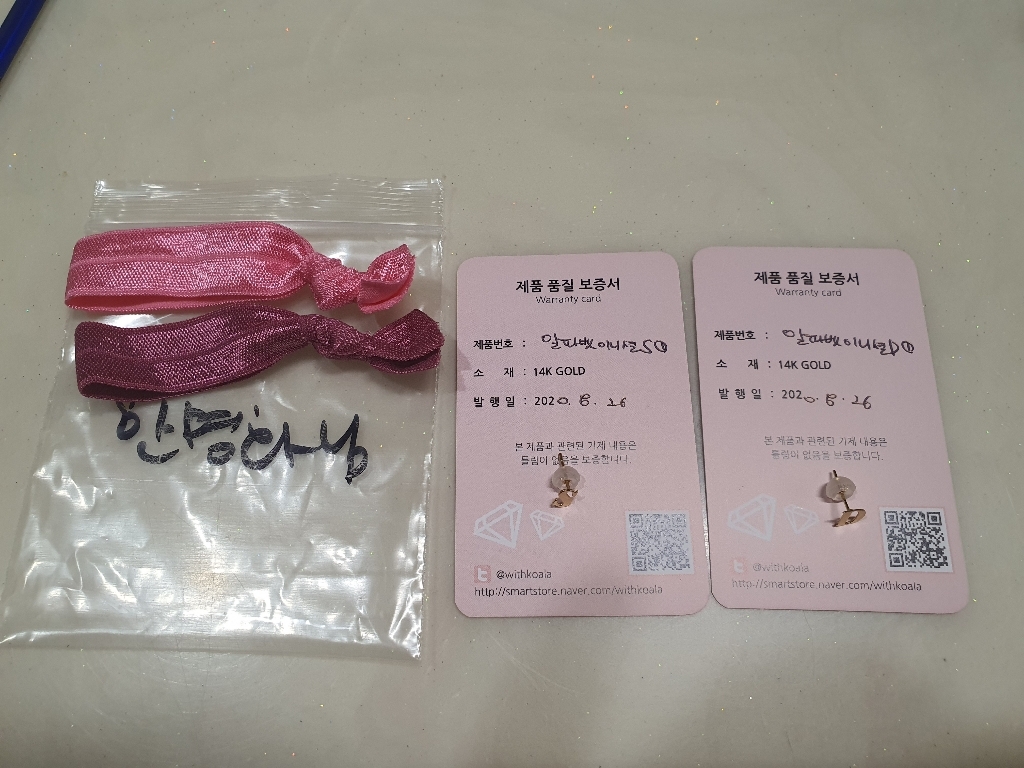 안명하님
제품 품질 보증서
Warranty card
제품번호 : 알파벳이니셜S①
소 재 : 14K GOLD
발 행 일 : 2020. 8. 26
본 제품과 관련된 기제 내용은
틀림이 없음을 보증합니다.
@withkoala
http://smartstore.naver.com/withkoala
제품 품질 보증서
Warranty card
제품번호 : 알파벳이니셜
소 재 : 14K GOLD
발 행 일 : 2020. 8. 26
본 제품과 관련된 기제 내용은
틀림이 없음을 보증합니다.
@withkoala
http://smartstore.naver.com/withkoala